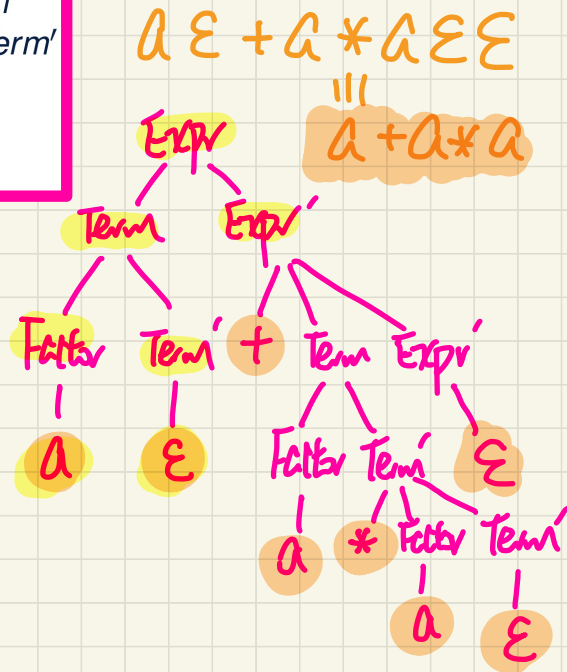 erm'
a ε + a * a ε ε
|||
a + a * a
Expr
Term Expr'
Factor Term' + Term Expr'
a ε Factor Term' ε
a * Factor Term'
a ε